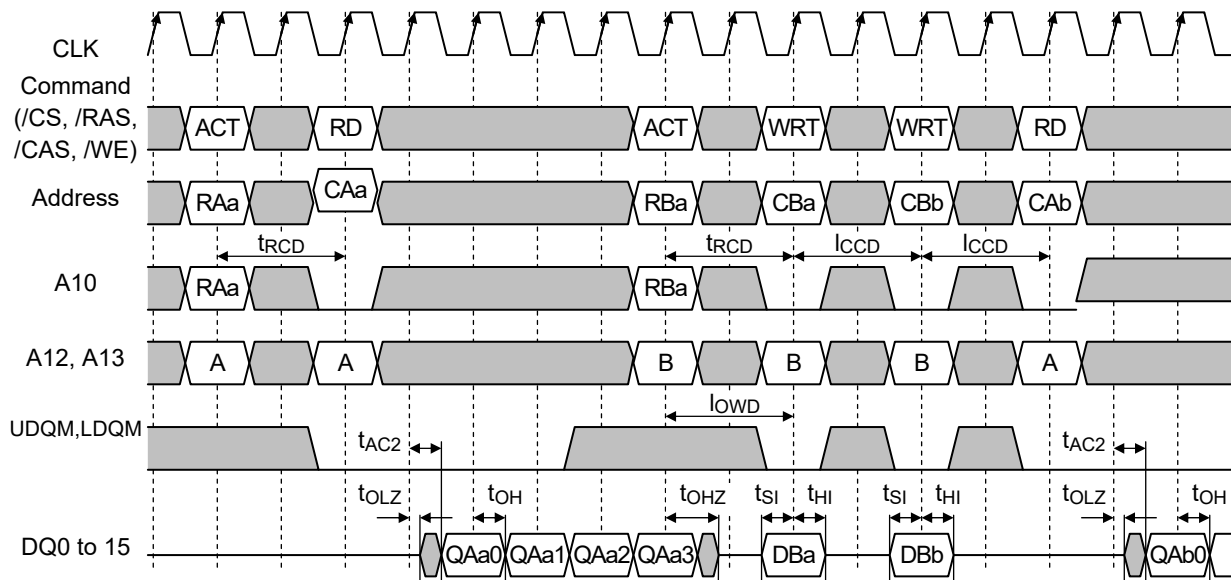 CLK
Command
(/CS, /RAS,
/CAS, /WE)
ACT RD ACT WRT WRT RD
Address
RAa CAa RBa CBa CBb CAb
tRCD tRCD lCCD lCCD
A10
RAa RBa
A12, A13
A A B B B A
lOWD
UDQM,LDQM
tAC2 tAC2
tOLZ tOH tOHZ tSI tHI tSI tHI tOLZ tOH
DQ0 to 15
QAa0 QAa1 QAa2 QAa3 DBa DBb QAb0